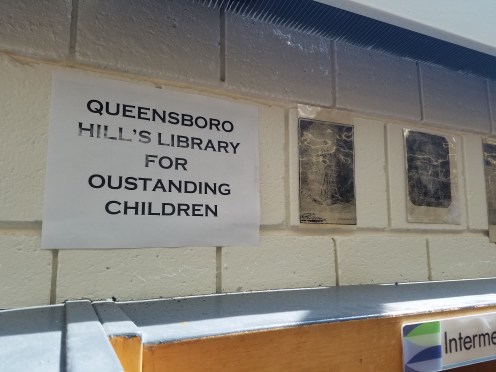 QUEENSBORO
HILL'S LIBRARY
FOR
OUSTANDING
CHILDREN
Interme